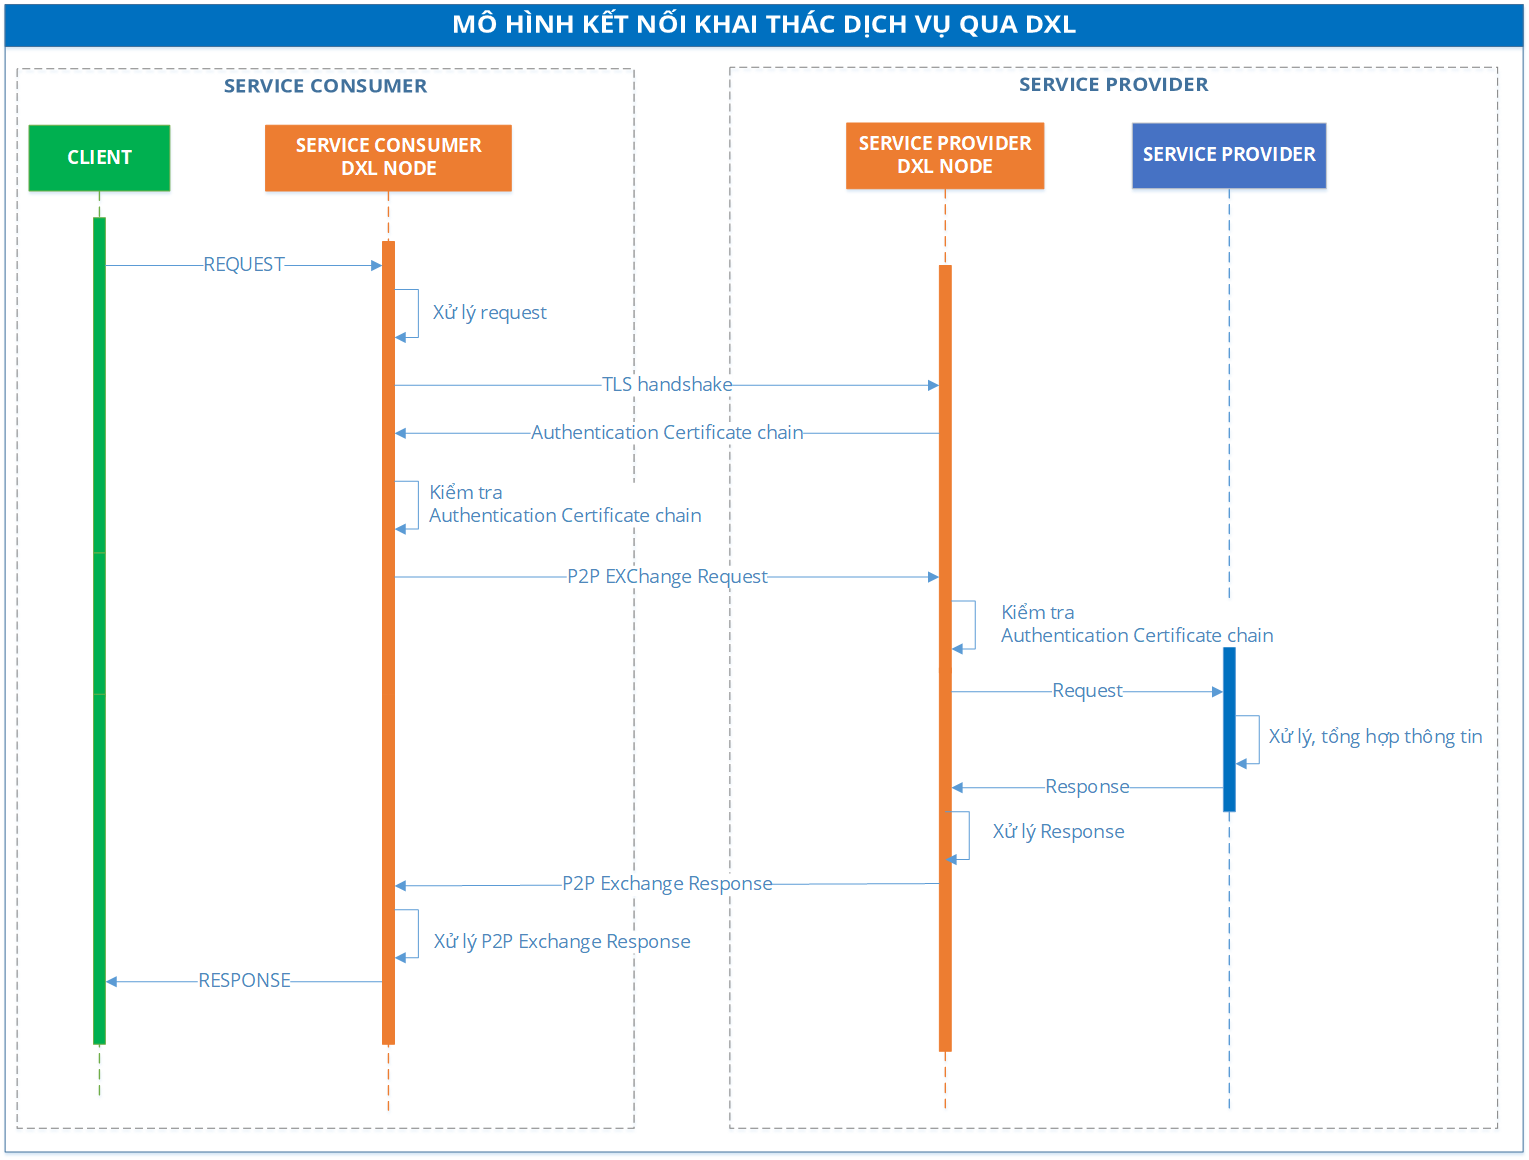 MÔ HÌNH KẾT NỐI KHAI THÁC DỊCH VỤ QUA DXL
SERVICE CONSUMER
SERVICE PROVIDER
CLIENT
SERVICE CONSUMER
DXL NODE
SERVICE PROVIDER
DXL NODE
SERVICE PROVIDER
REQUEST
Xử lý request
TLS handshake
Authentication Certificate chain
Kiểm tra
Authentication Certificate chain
P2P EXChange Request
Kiểm tra
Authentication Certificate chain
Request
Xử lý, tổng hợp thông tin
Response
Xử lý Response
P2P Exchange Response
Xử lý P2P Exchange Response
RESPONSE